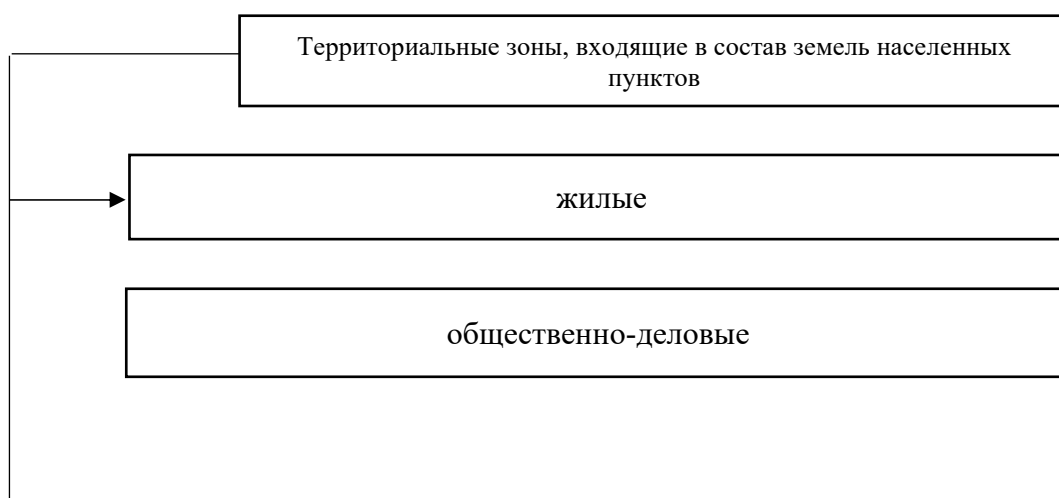 Территориальные зоны, входящие в состав земель населенных
пунктов
жилые
общественно-деловые